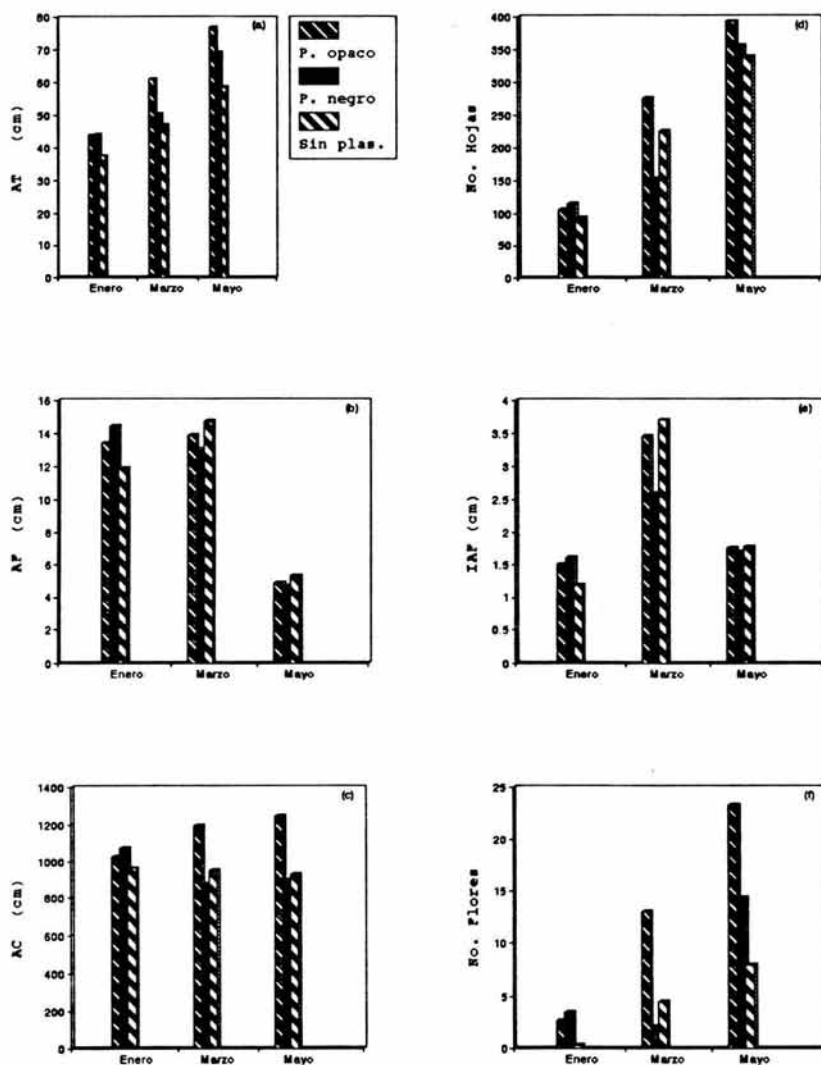 (a)
AT (cm)
80
70
60
50
40
30
20
10
0
Enero Marzo Mayo
P. opaco
P. negro
Sin plas.
(d)
No. Hojas
400
350
300
250
200
150
100
50
0
Enero Marzo Mayo
(b)
AF (cm)
16
14
12
10
8
6
4
2
0
Enero Marzo Mayo
(e)
IAF (cm)
4
3.5
3
2.5
2
1.5
1
0.5
0
Enero Marzo Mayo
(c)
AC (cm)
1400
1200
1000
800
600
400
200
0
Enero Marzo Mayo
(f)
No. Flores
25
20
15
10
5
0
Enero Marzo Mayo